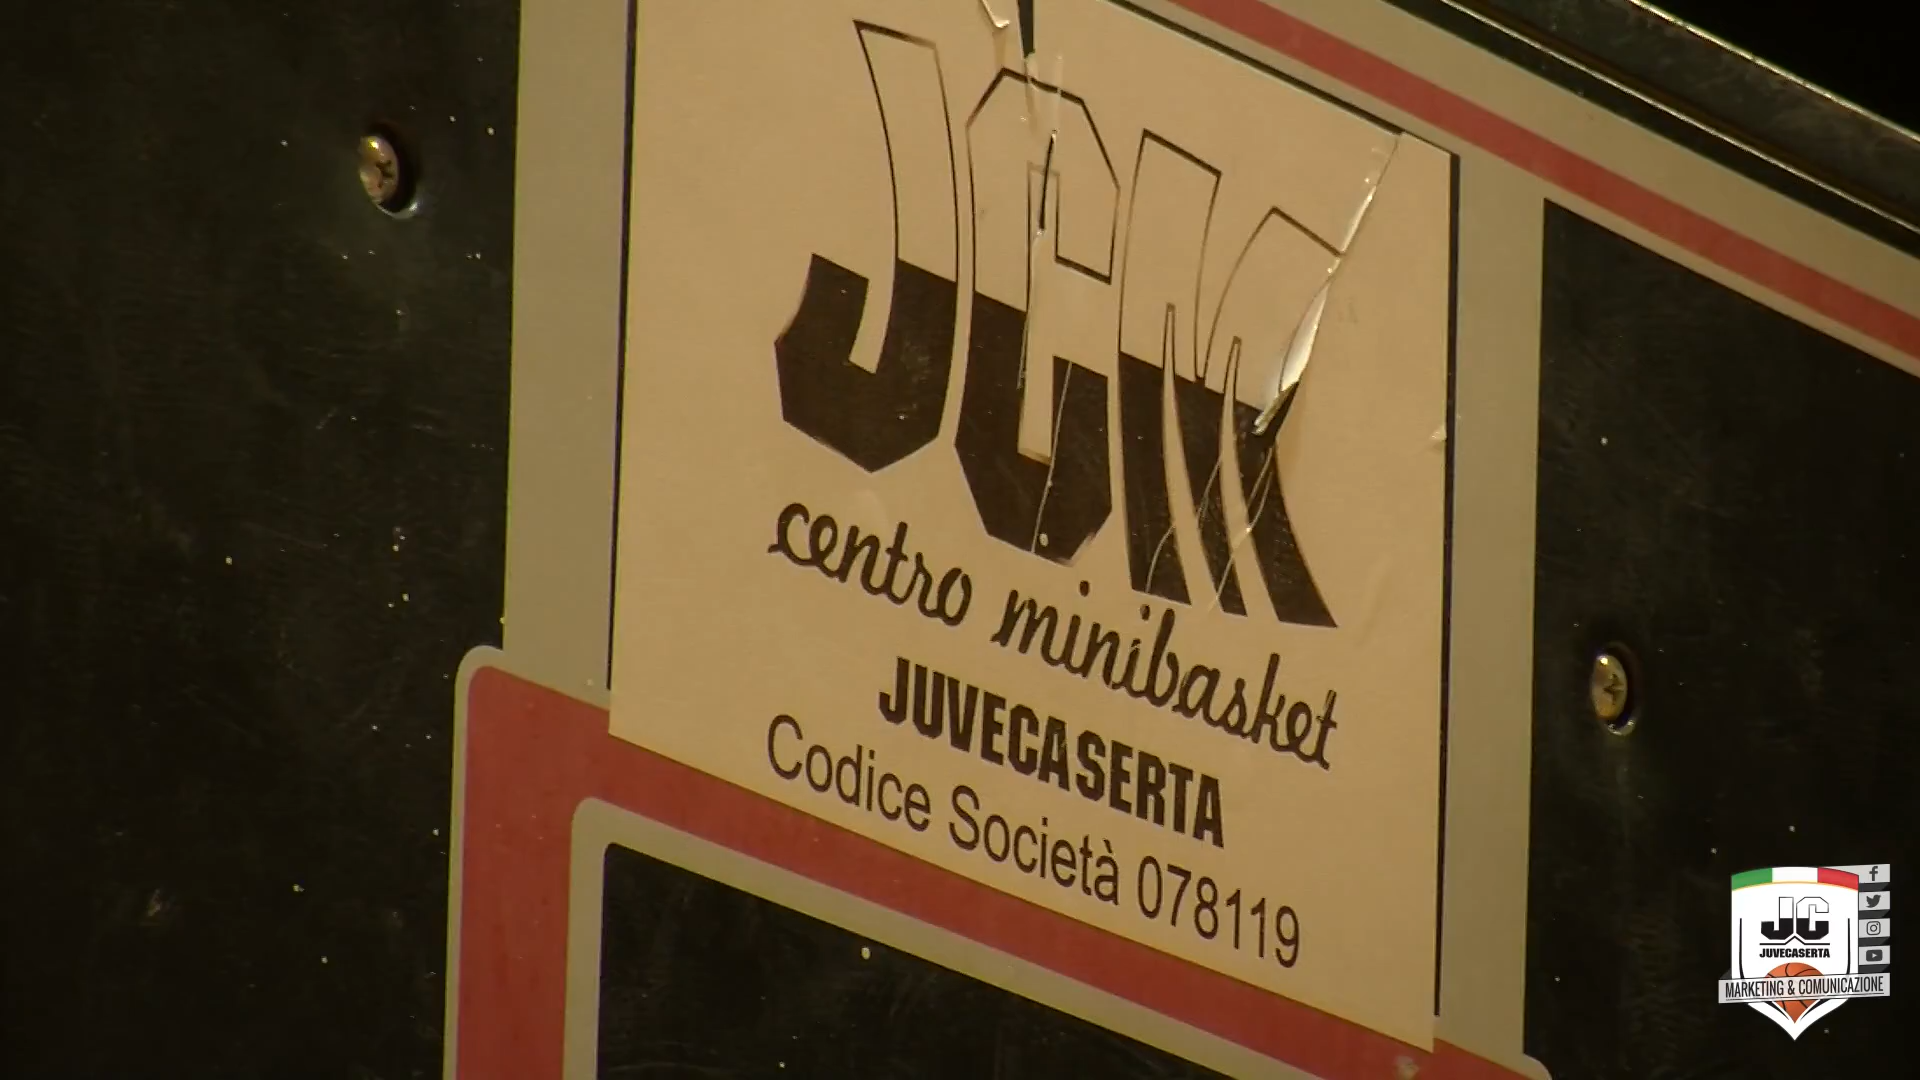 JCM
centro minibasket
JUVECASERTA
Codice Società 078119
JC
JUVECASERTA
MARKETING & COMUNICAZIONE